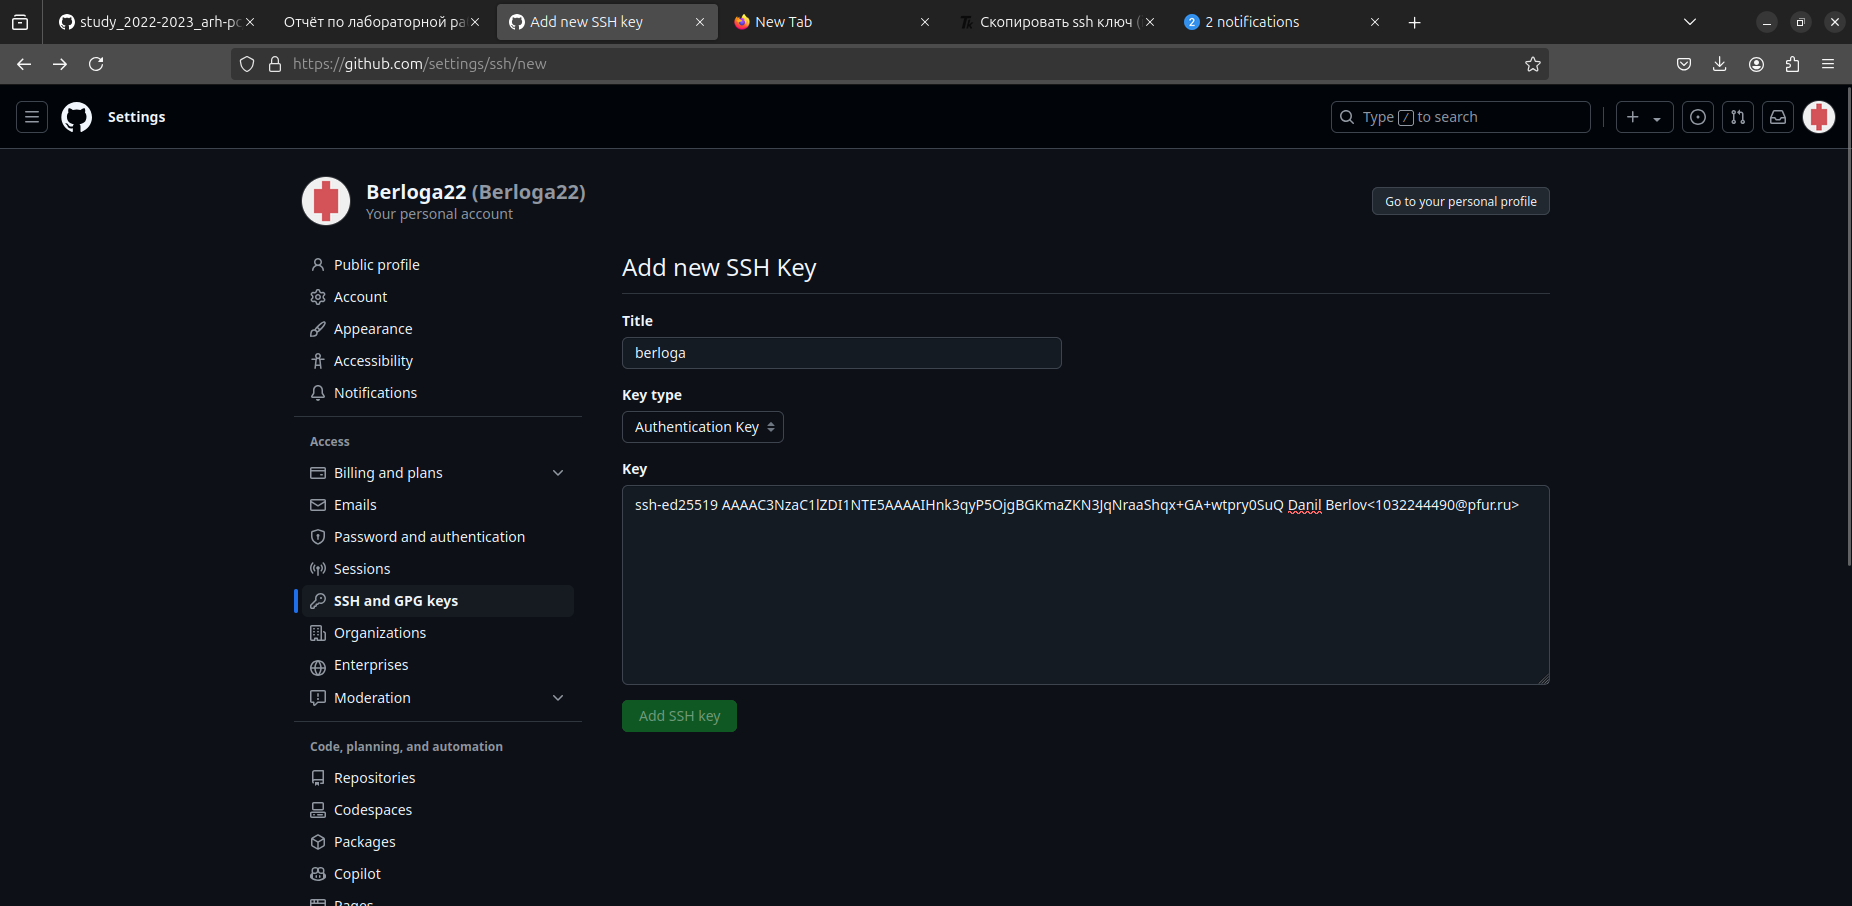 study_2022-2023_arh-pc
Отчёт по лабораторной ра
Add new SSH key
New Tab
Скопировать ssh ключ (
2
2 notifications
https://github.com/settings/ssh/new
Settings
Type / to search
Berloga22 (Berloga22)
Your personal account
Go to your personal profile
Public profile
Account
Appearance
Accessibility
Notifications
Access
Billing and plans
Emails
Password and authentication
Sessions
SSH and GPG keys
Organizations
Enterprises
Moderation
Code, planning, and automation
Repositories
Codespaces
Packages
Copilot
Pages
Add new SSH Key
Title
berloga
Key type
Authentication Key
Key
ssh-ed25519 AAAAC3NzaC1lZDI1NTE5AAAAIHnk3qyP5OjgBGKmaZKN3JqNraaShqx+GA+wtpry0SuQ Danil Berlov<1032244490@pfur.ru>
Add SSH key